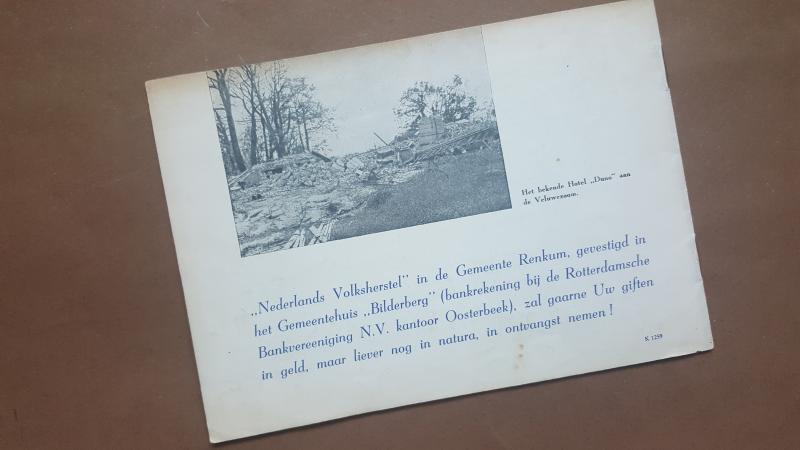 Het bekende Hotel „Duno" aan
de Veluwezoom.
„Nederlands Volksherstel" in de Gemeente Renkum, gevestigd in
het Gemeentehuis „Bilderberg" (bankrekening bij de Rotterdamsche
Bankvereeniging N.V. kantoor Oosterbeek), zal gaarne Uw giften
in geld, maar liever nog in natura, in ontvangst nemen!
K 1259